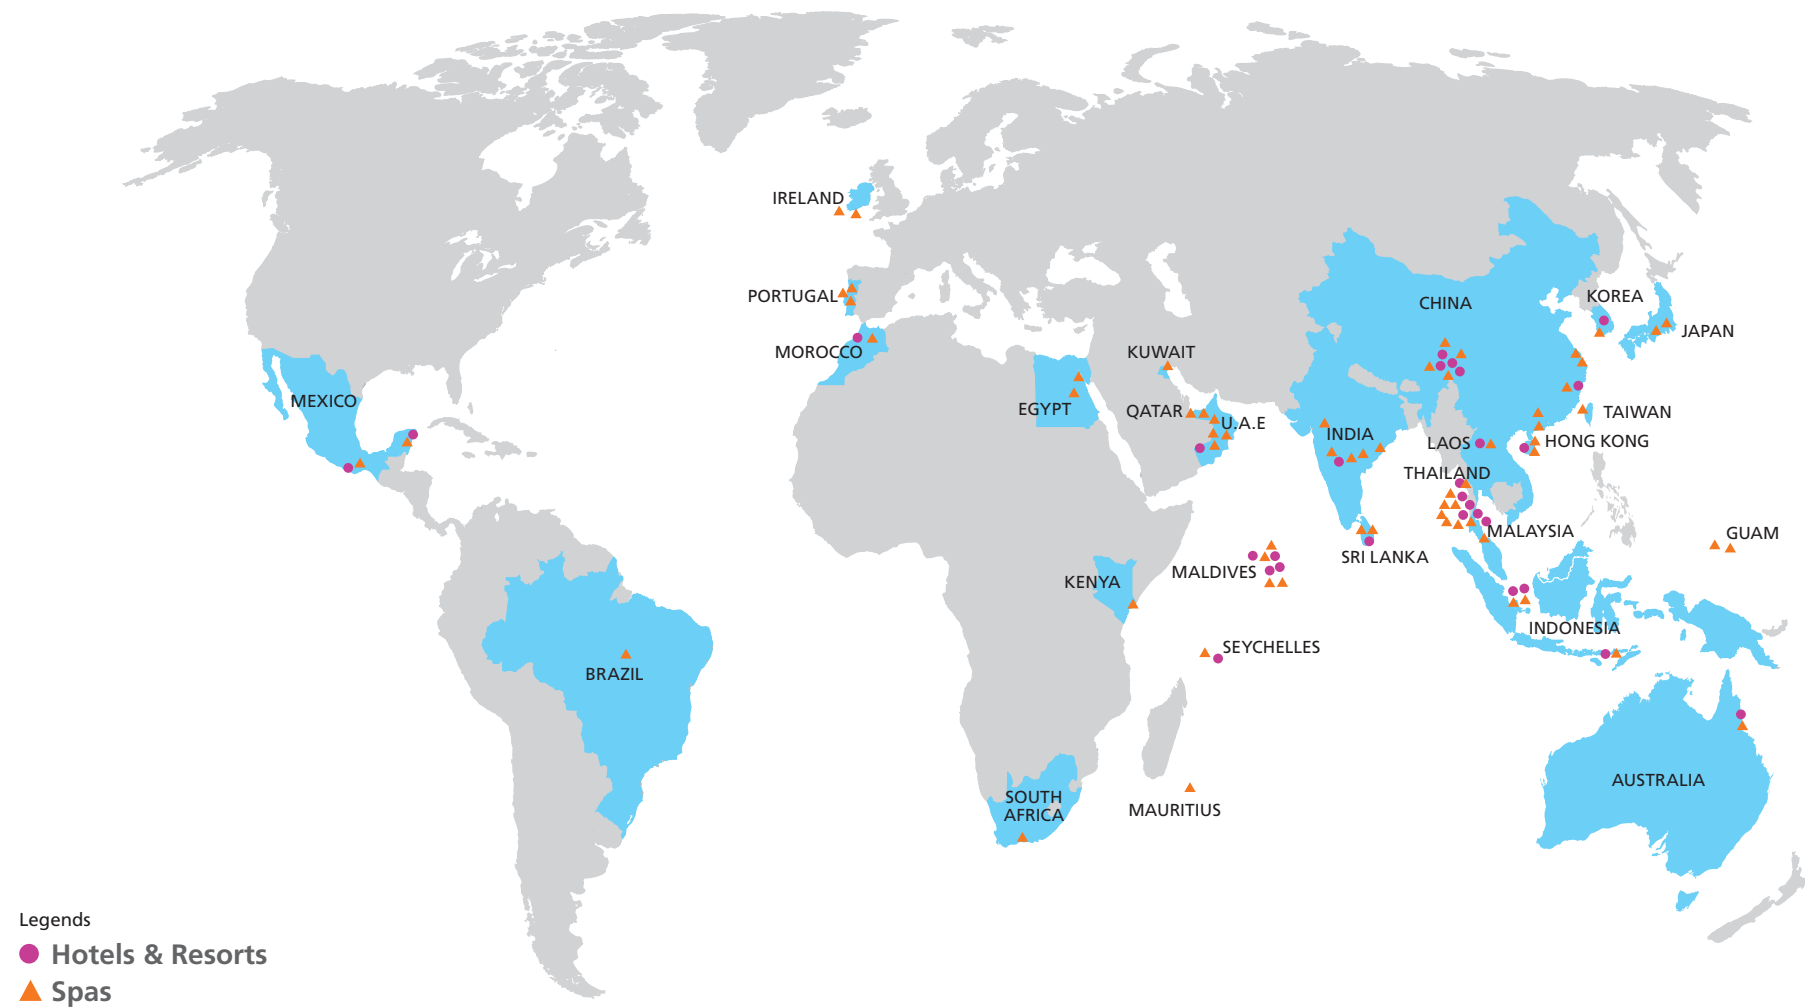 IRELAND
PORTUGAL
MOROCCO
MEXICO
BRAZIL
EGYPT
KUWAIT
QATAR
U.A.E
KENYA
SOUTH
AFRICA
MAURITIUS
SEYCHELLES
MALDIVES
INDIA
SRI LANKA
CHINA
KOREA
JAPAN
TAIWAN
HONG KONG
LAOS
THAILAND
MALAYSIA
GUAM
INDONESIA
AUSTRALIA
Legends
Hotels & Resorts
Spas